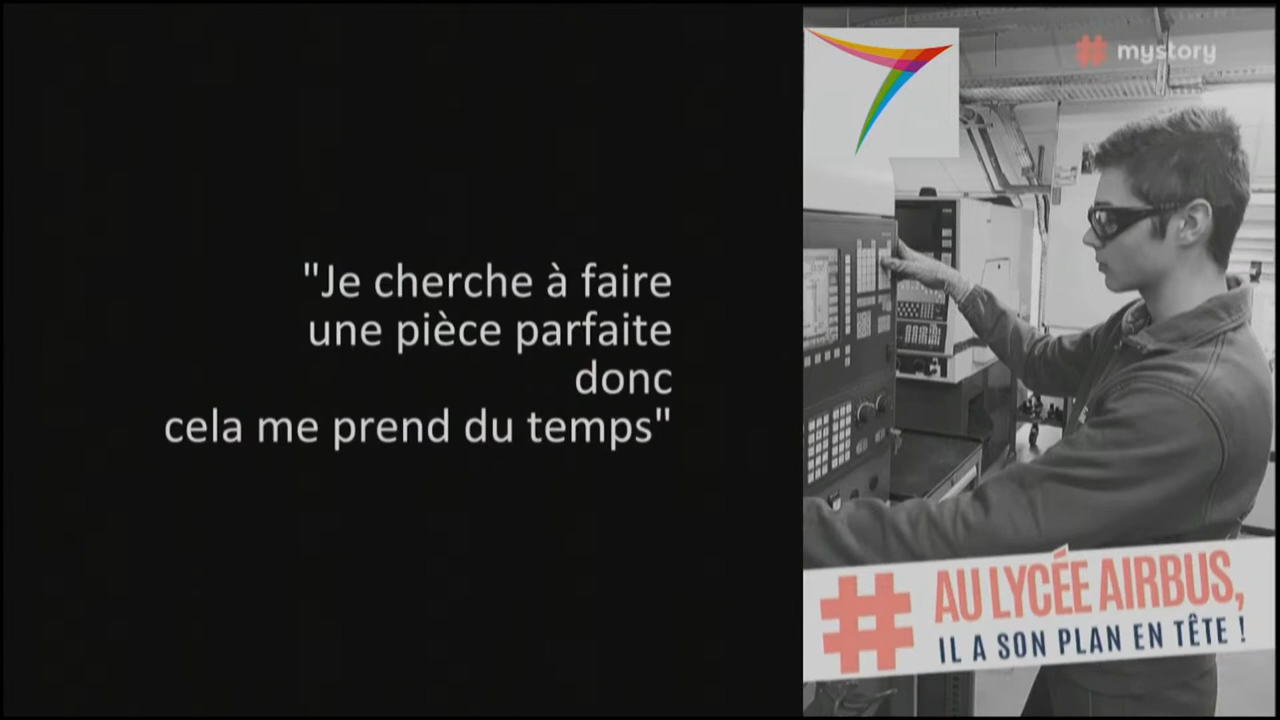 "Je cherche à faire
une pièce parfaite
donc
cela me prend du temps"
# mystory
# AU LYCÉE AIRBUS,
IL A SON PLAN EN TÊTE !